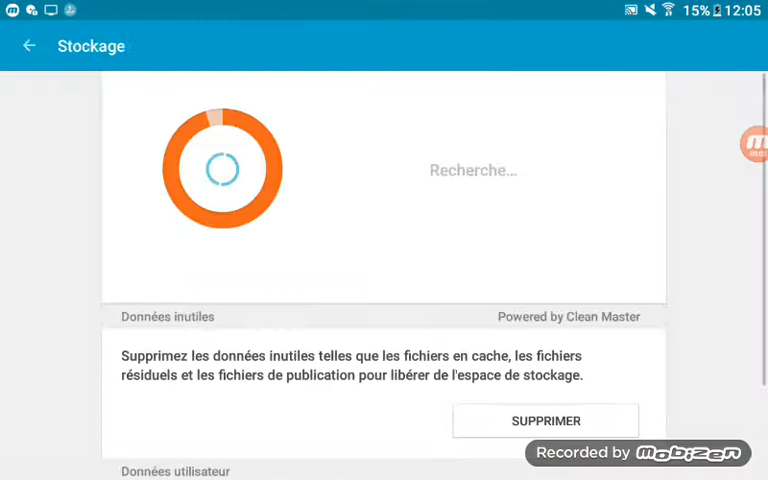 15% 12:05
Stockage
Recherche...
Données inutiles
Powered by Clean Master
Supprimez les données inutiles telles que les fichiers en cache, les fichiers
résiduels et les fichiers de publication pour libérer de l'espace de stockage.
SUPPRIMER
Recorded by mobizen
Données utilisateur